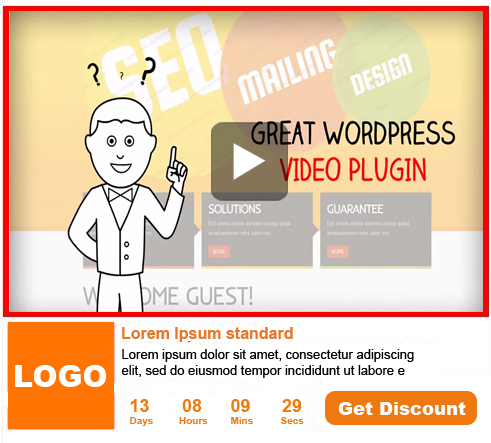 SEO
MAILING
DESIGN
? ? ?
GREAT WORDPRESS
VIDEO PLUGIN
SOLUTIONS
GUARANTEE
MORE
MORE
GUEST!
Lorem Ipsum standard
Lorem ipsum dolor sit amet, consectetur adipiscing
elit, sed do eiusmod tempor incididunt ut labore e
LOGO
13 08 09 29
Days Hours Mins Secs
Get Discount